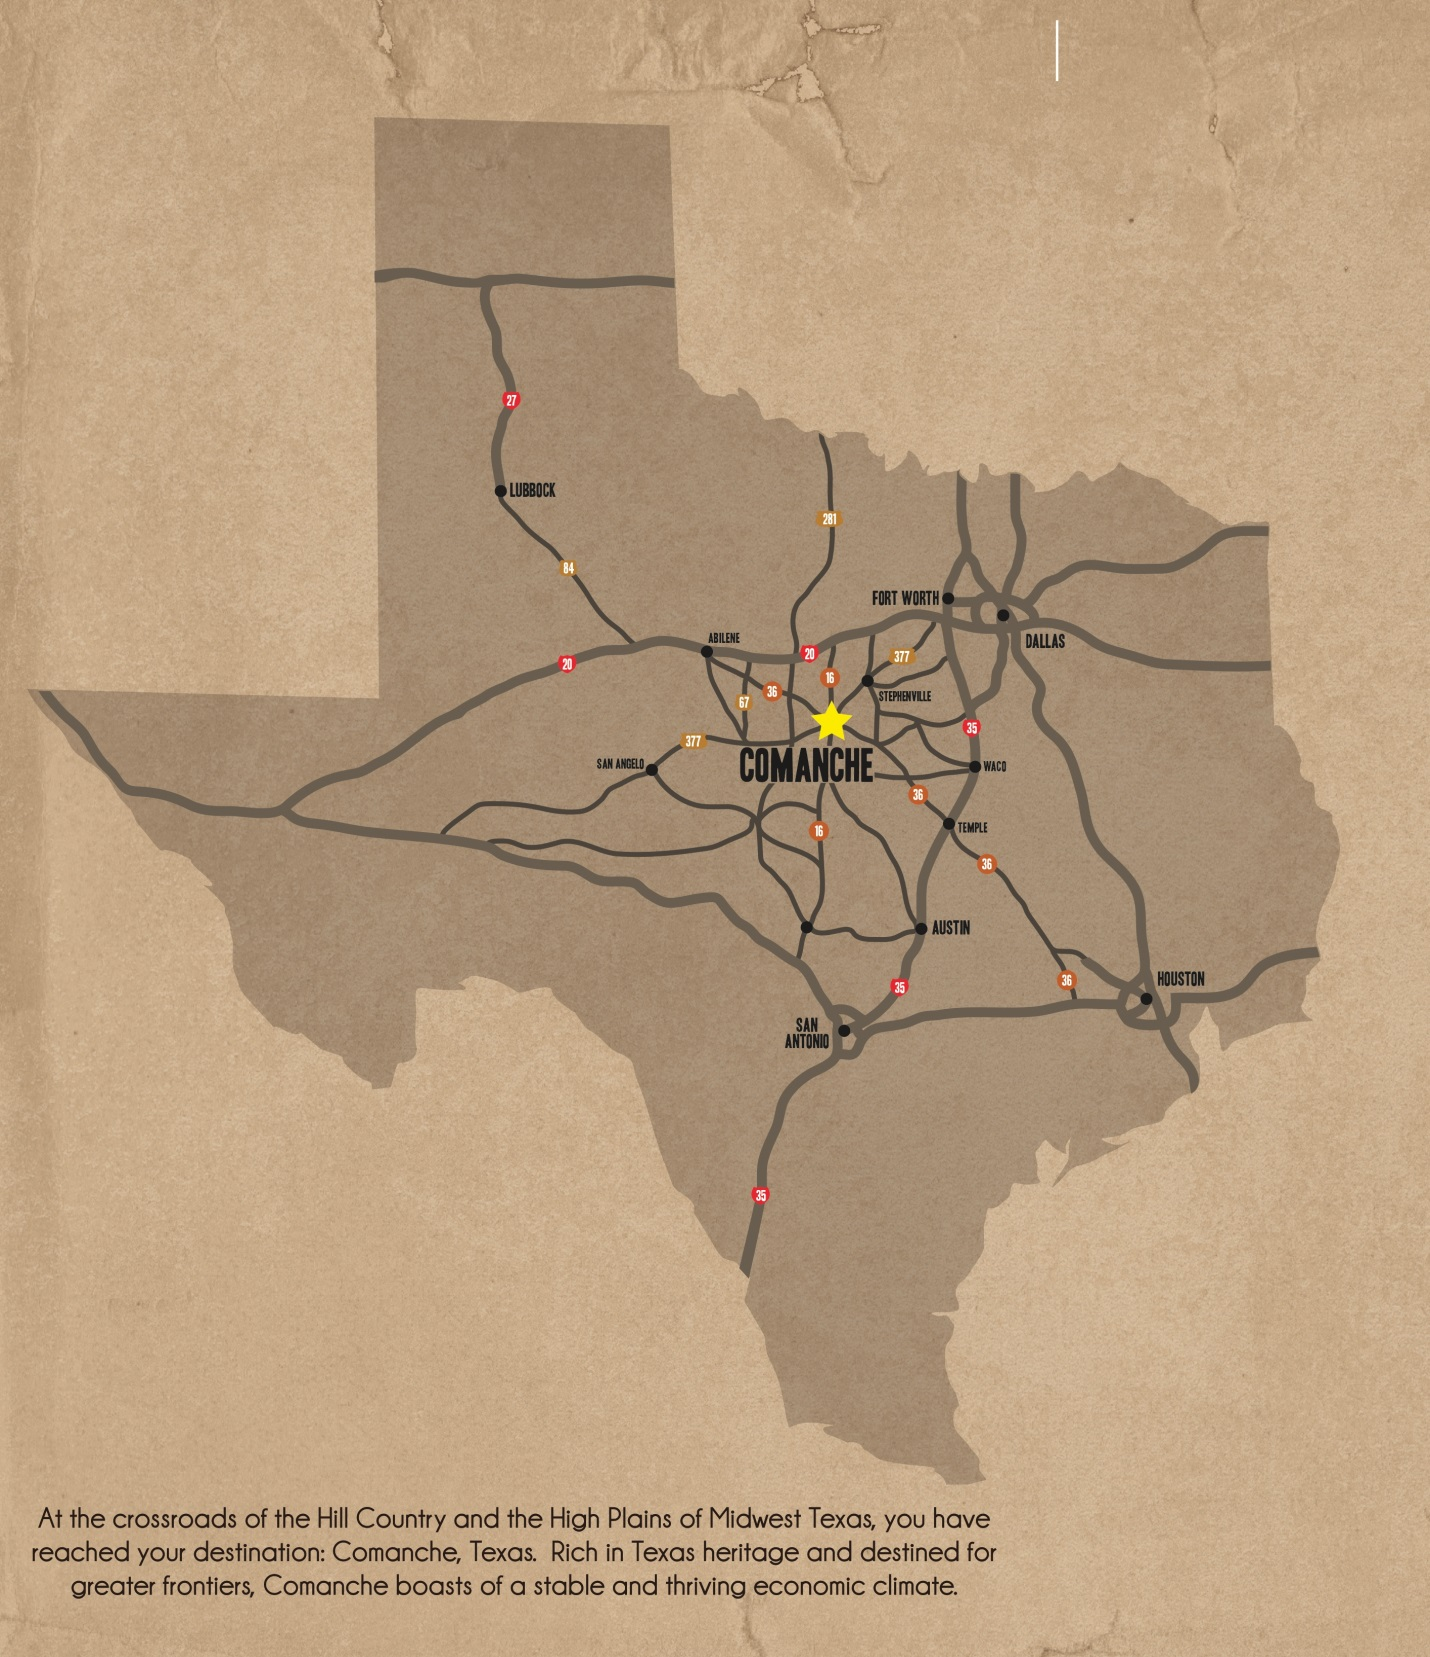 27
LUBBOCK
281
84
FORT WORTH
DALLAS
ABILENE
20
20
377
16
36
67
STEPHENVILLE
35
377
SAN ANGELO
COMANCHE
WACO
36
16
TEMPLE
36
AUSTIN
36
HOUSTON
35
SAN
ANTONIO
35
At the crossroads of the Hill Country and the High Plains of Midwest Texas, you have
reached your destination: Comanche, Texas.  Rich in Texas heritage and destined for
greater frontiers, Comanche boasts of a stable and thriving economic climate.